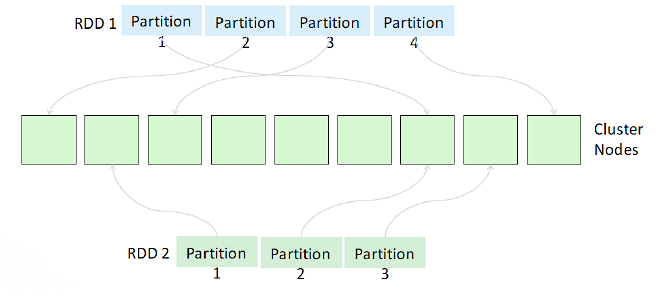 RDD 1 Partition 1 Partition 2 Partition 3 Partition 4
Cluster
Nodes
RDD 2 Partition 1 Partition 2 Partition 3